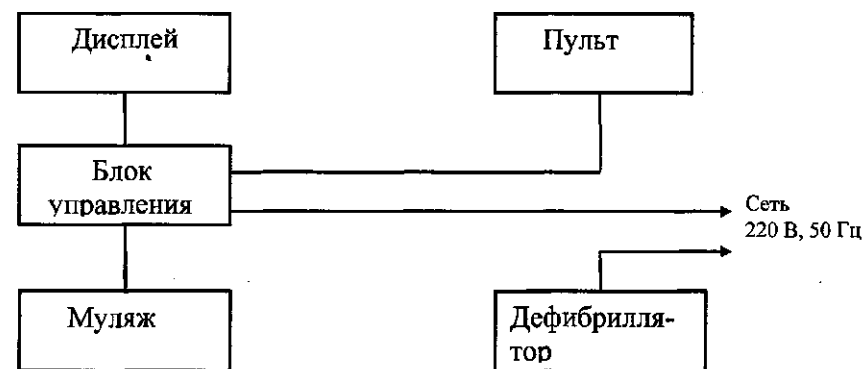 Дисплей
Пульт
Блок
управления
Сеть
220 В, 50 Гц
Муляж
Дефибрилля-
тор